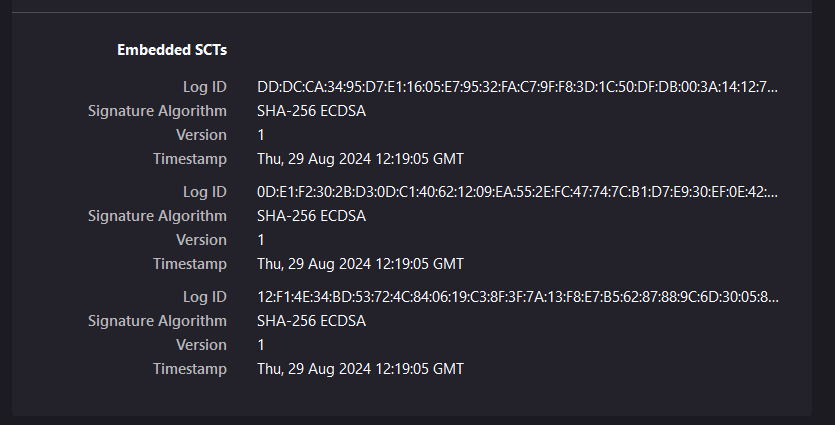 Embedded SCTs
Log ID DD:DC:CA:34:95:D7:E1:16:05:E7:95:32:FA:C7:9F:F8:3D:1C:50:DF:DB:00:3A:14:12:7...
Signature Algorithm SHA-256 ECDSA
Version 1
Timestamp Thu, 29 Aug 2024 12:19:05 GMT
Log ID 0D:E1:F2:30:2B:D3:0D:C1:40:62:12:09:EA:55:2E:FC:47:74:7C:B1:D7:E9:30:EF:0E:42:...
Signature Algorithm SHA-256 ECDSA
Version 1
Timestamp Thu, 29 Aug 2024 12:19:05 GMT
Log ID 12:F1:4E:34:BD:53:72:4C:84:06:19:C3:8F:3F:7A:13:F8:E7:B5:62:87:88:9C:6D:30:05:8...
Signature Algorithm SHA-256 ECDSA
Version 1
Timestamp Thu, 29 Aug 2024 12:19:05 GMT